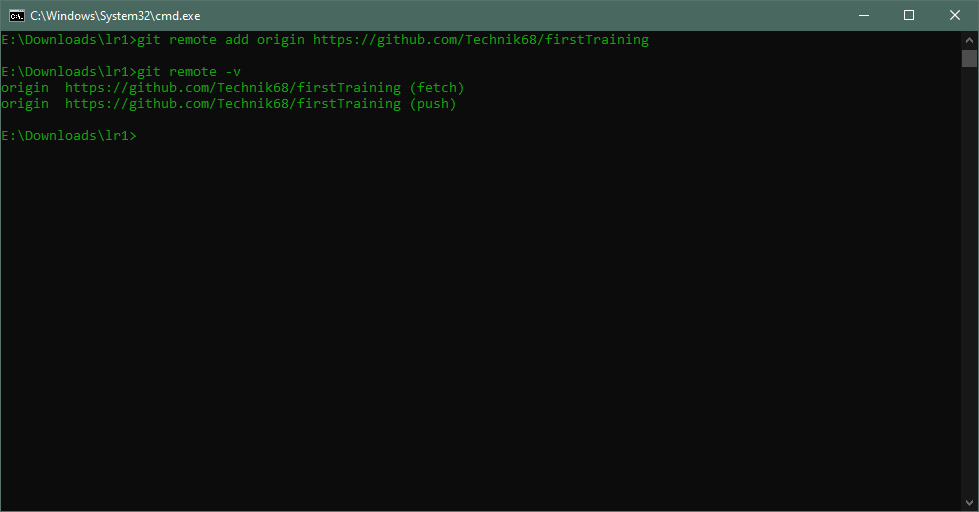 C:\Windows\System32\cmd.exe
E:\Downloads\lr1>git remote add origin https://github.com/Technik68/firstTraining
E:\Downloads\lr1>git remote -v
origin  https://github.com/Technik68/firstTraining (fetch)
origin  https://github.com/Technik68/firstTraining (push)
E:\Downloads\lr1>